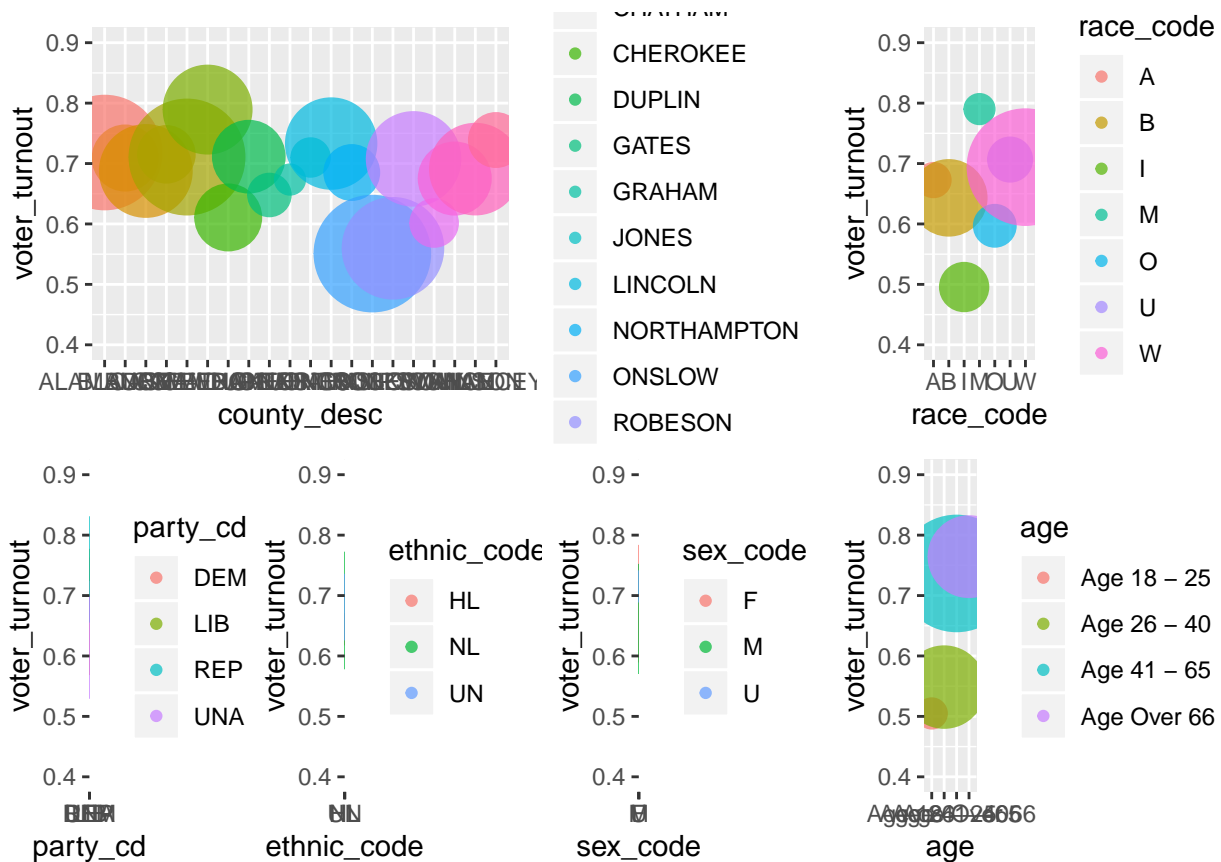 0.9
0.8
0.7
0.6
0.5
0.4
voter_turnout
county_desc
CHATHAM
CHEROKEE
DUPLIN
GATES
GRAHAM
JONES
LINCOLN
NORTHAMPTON
ONSLOW
ROBESON
0.9
0.8
0.7
0.6
0.5
0.4
voter_turnout
A B I M O U W
race_code
race_code
A
B
I
M
O
U
W
0.9
0.8
0.7
0.6
0.5
0.4
voter_turnout
party_cd
party_cd
DEM
LIB
REP
UNA
0.9
0.8
0.7
0.6
0.5
0.4
voter_turnout
ethnic_code
ethnic_code
HL
NL
UN
0.9
0.8
0.7
0.6
0.5
0.4
voter_turnout
sex_code
sex_code
F
M
U
0.9
0.8
0.7
0.6
0.5
0.4
voter_turnout
age
age
Age 18 – 25
Age 26 – 40
Age 41 – 65
Age Over 66